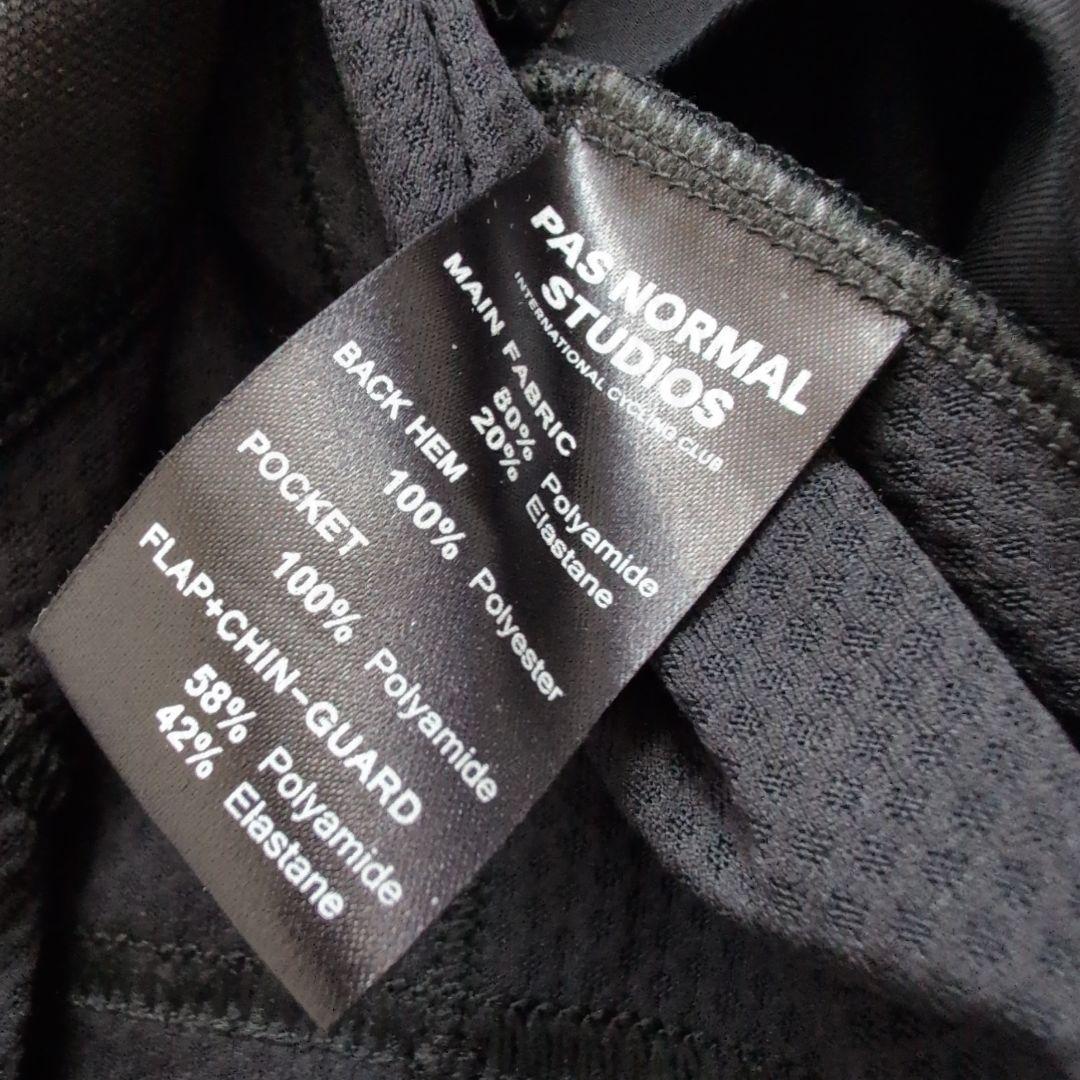 PAS NORMAL
STUDIOS
INTERNATIONAL CYCLING CLUB
MAIN FABRIC
80% Polyamide
20% Elastane
BACK HEM
100% Polyester
POCKET
100% Polyamide
FLAP+CHIN-GUARD
58% Polyamide
42% Elastane